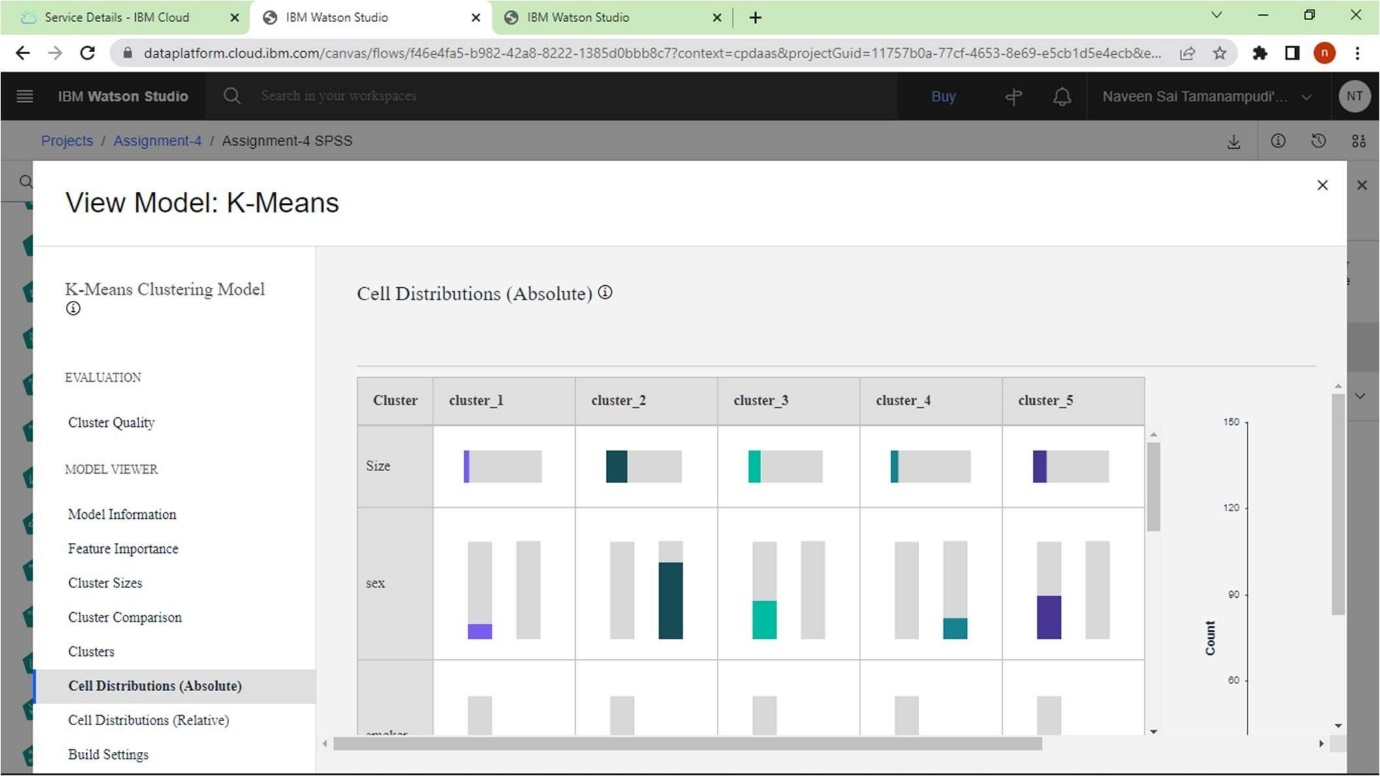 Service Details - IBM Cloud
IBM Watson Studio
IBM Watson Studio
dataplatform.cloud.ibm.com/canvas/flows/f46e4fa5-b982-42a8-8222-1385d0bbb8c7?context=cpdaas&projectGuid=11757b0a-77cf-4653-8e69-e5cb1d5e4ecb&e...
n
IBM Watson Studio
Search in your workspaces
Buy
Naveen Sai Tamanampudi'...
NT
Projects / Assignment-4 / Assignment-4 SPSS
View Model: K-Means
K-Means Clustering Model
EVALUATION
Cluster Quality
MODEL VIEWER
Model Information
Feature Importance
Cluster Sizes
Cluster Comparison
Clusters
Cell Distributions (Absolute)
Cell Distributions (Relative)
Build Settings
Cell Distributions (Absolute)
Cluster cluster_1 cluster_2 cluster_3 cluster_4 cluster_5
Size
sex
smoker
150
120
90
60
Count